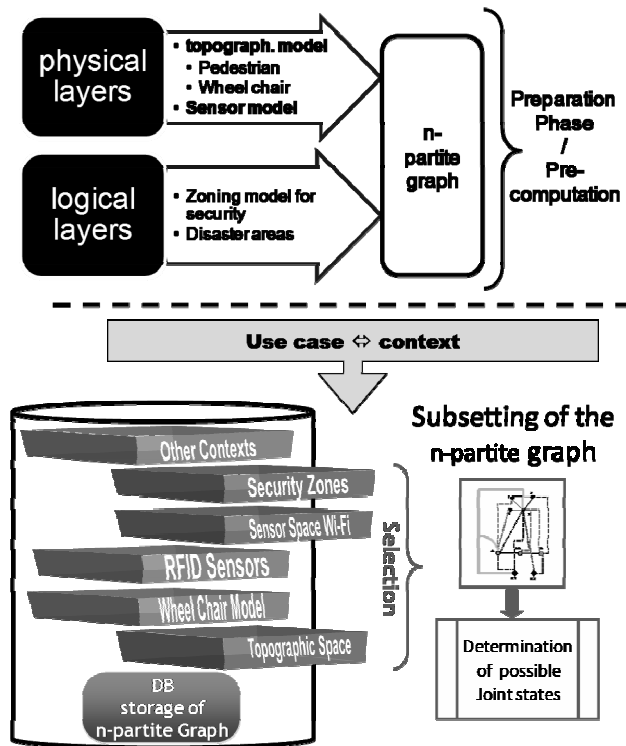 physical
layers
• topograph. model
• Pedestrian
• Wheel chair
• Sensor model
logical
layers
• Zoning model for
security
• Disaster areas
n-
partite
graph
Preparation
Phase
/
Pre-
computation
Use case ⇔ context
Other Contexts
Security Zones
Sensor Space Wi-Fi
RFID Sensors
Wheel Chair Model
Topographic Space
DB
storage of
n-partite Graph
Selection
Subsetting of the
n-partite graph
Determination
of possible
Joint states